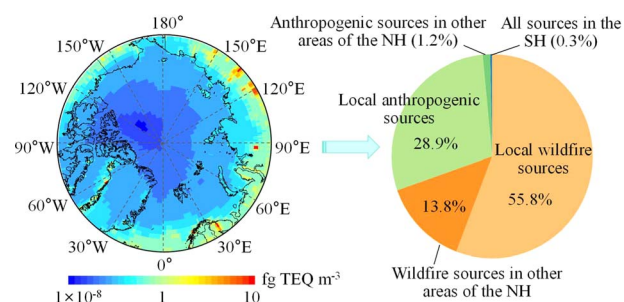 180°
150°W
150°E
120°W
120°E
90°W
90°E
60°W
60°E
30°W
30°E
0°
fg TEQ m⁻³
1×10⁻⁸
1
10
Anthropogenic sources in other
areas of the NH (1.2%)
All sources in the
SH (0.3%)
Local anthropogenic
sources
28.9%
Local wildfire
sources
55.8%
13.8%
Wildfire sources in other
areas of the NH